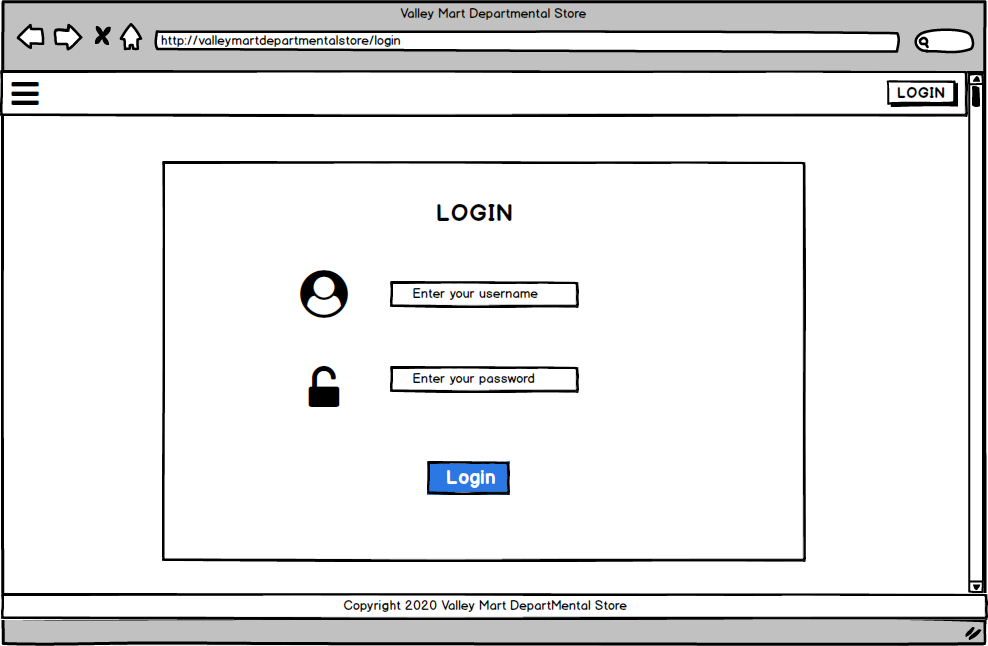 Valley Mart Departmental Store
http://valleymartdepartmentalstore/login
LOGIN
LOGIN
Enter your username
Enter your password
Login
Copyright 2020 Valley Mart DepartMental Store